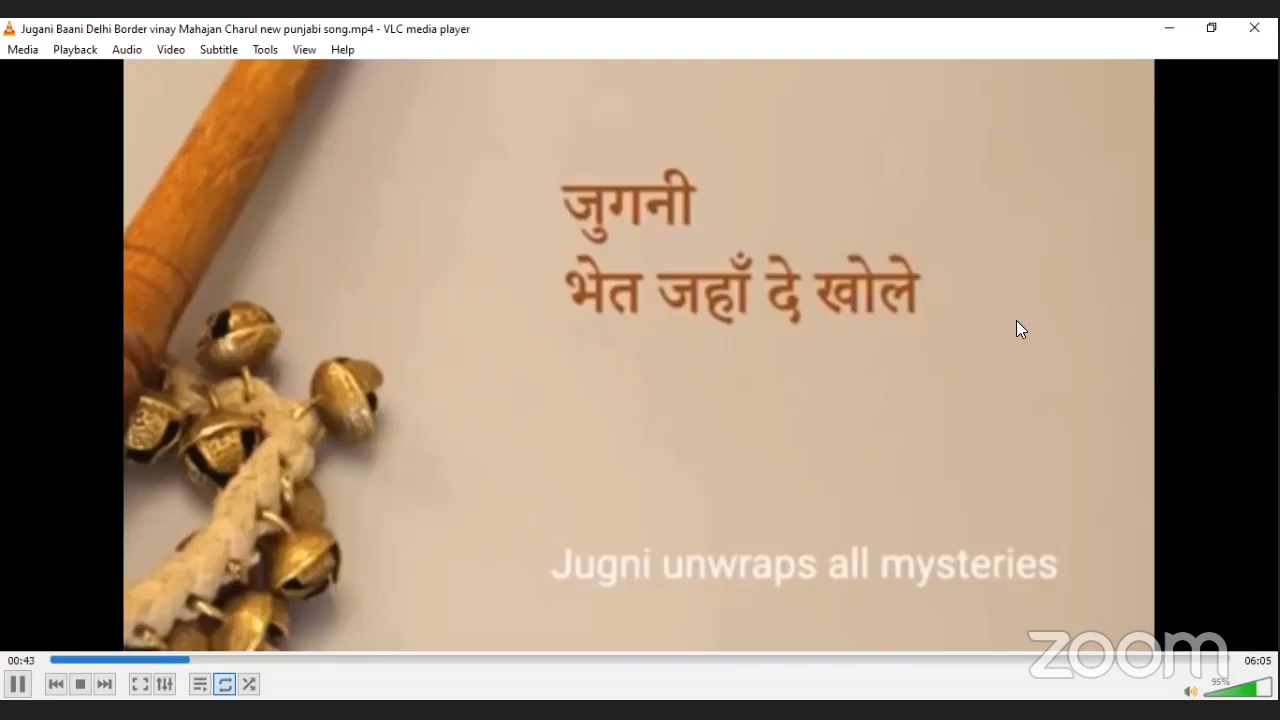 Jugani Baani Delhi Border vinay Mahajan Charul new punjabi song.mp4 - VLC media player
Media Playback Audio Video Subtitle Tools View Help
जुगनी
भेत जहाँ दे खोले
Jugni unwraps all mysteries
zoom
00:43
06:05
95%